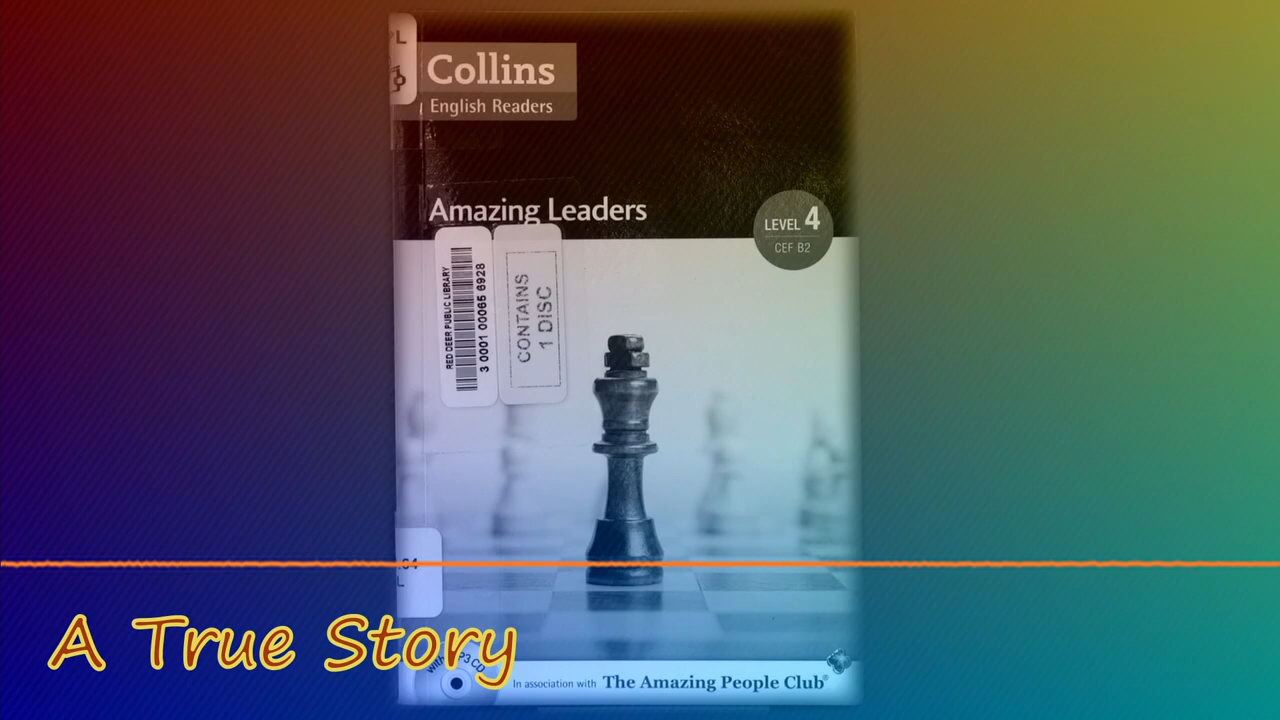 Collins
English Readers
Amazing Leaders
LEVEL 4
CEF B2
RED DEER PUBLIC LIBRARY
3 0001 00065 6928
CONTAINS
1 DISC
A True Story
In association with The Amazing People Club®